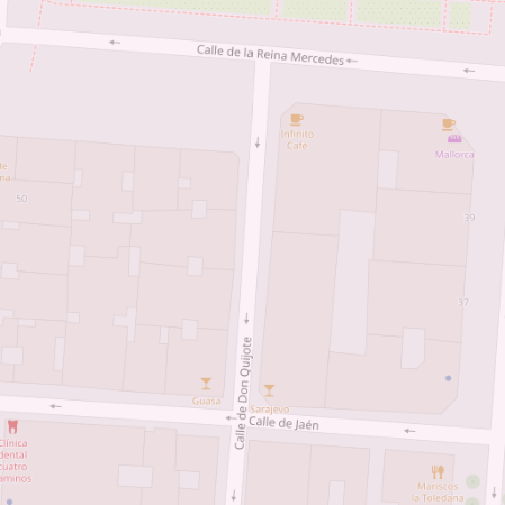 Calle de la Reina Mercedes
Infinito
Café
Mallorca
50
39
37
Calle de Don Quijote
Guasa
Sarajevo
Calle de Jaén
Clínica
dental
cuatro
aminos
Mariscos
la Toledana